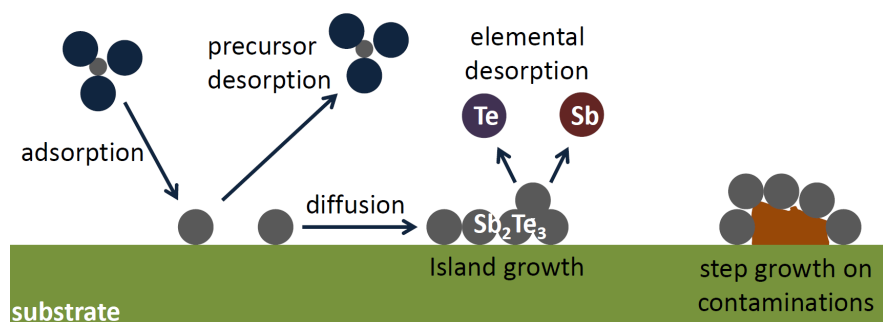 precursor
desorption
elemental
desorption
Te
Sb
adsorption
diffusion
Sb₂Te₃
Island growth
step growth on
contaminations
substrate